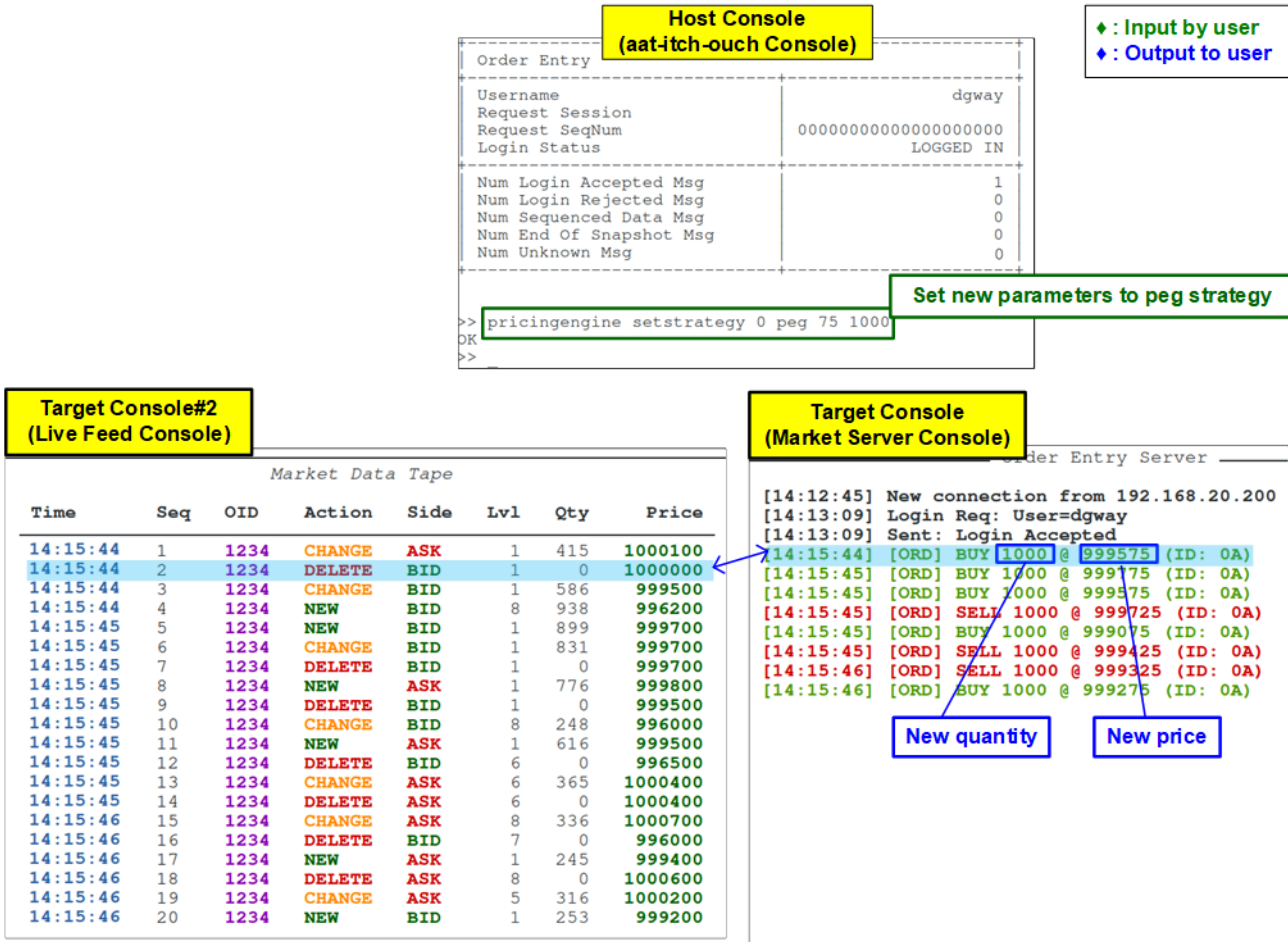 Host Console
(aat-itch-ouch Console)
♦ : Input by user
♦ : Output to user
Order Entry
Username dgway
Request Session
Request SeqNum 00000000000000000000
Login Status LOGGED IN
Num Login Accepted Msg 1
Num Login Rejected Msg 0
Num Sequenced Data Msg 0
Num End Of Snapshot Msg 0
Num Unknown Msg 0
Set new parameters to peg strategy
>> pricingengine setstrategy 0 peg 75 1000
OK
>> _
Target Console#2
(Live Feed Console)
Market Data Tape
Time Seq OID Action Side Lvl Qty Price
14:15:44 1 1234 CHANGE ASK 1 415 1000100
14:15:44 2 1234 DELETE BID 1 0 1000000
14:15:44 3 1234 CHANGE BID 1 586 999500
14:15:44 4 1234 NEW BID 8 938 996200
14:15:45 5 1234 NEW BID 1 899 999700
14:15:45 6 1234 CHANGE BID 1 831 999700
14:15:45 7 1234 DELETE BID 1 0 999700
14:15:45 8 1234 NEW ASK 1 776 999800
14:15:45 9 1234 DELETE BID 1 0 999500
14:15:45 10 1234 CHANGE BID 8 248 996000
14:15:45 11 1234 NEW ASK 1 616 999500
14:15:45 12 1234 DELETE BID 6 0 996500
14:15:45 13 1234 CHANGE ASK 6 365 1000400
14:15:45 14 1234 DELETE ASK 6 0 1000400
14:15:46 15 1234 CHANGE ASK 8 336 1000700
14:15:46 16 1234 DELETE BID 7 0 996000
14:15:46 17 1234 NEW ASK 1 245 999400
14:15:46 18 1234 DELETE ASK 8 0 1000600
14:15:46 19 1234 CHANGE ASK 5 316 1000200
14:15:46 20 1234 NEW BID 1 253 999200
Target Console
(Market Server Console)
Order Entry Server
[14:12:45] New connection from 192.168.20.200
[14:13:09] Login Req: User=dgway
[14:13:09] Sent: Login Accepted
[14:15:44] [ORD] BUY 1000 @ 999575 (ID: 0A)
[14:15:45] [ORD] BUY 1000 @ 999775 (ID: 0A)
[14:15:45] [ORD] BUY 1000 @ 999575 (ID: 0A)
[14:15:45] [ORD] SELL 1000 @ 999725 (ID: 0A)
[14:15:45] [ORD] BUY 1000 @ 999075 (ID: 0A)
[14:15:45] [ORD] SELL 1000 @ 999425 (ID: 0A)
[14:15:46] [ORD] SELL 1000 @ 999325 (ID: 0A)
[14:15:46] [ORD] BUY 1000 @ 999275 (ID: 0A)
New quantity
New price